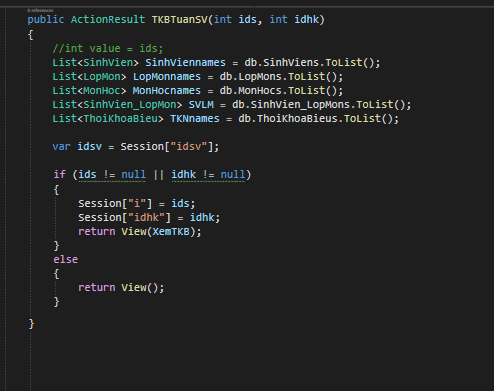 0 references
public ActionResult TKBTuanSV(int ids, int idhk)
{
//int value = ids;
List<SinhVien> SinhViennames = db.SinhViens.ToList();
List<LopMon> LopMonnames = db.LopMons.ToList();
List<MonHoc> MonHocnames = db.MonHocs.ToList();
List<SinhVien_LopMon> SVLM = db.SinhVien_LopMons.ToList();
List<ThoiKhoaBieu> TKNnames = db.ThoiKhoaBieus.ToList();
var idsv = Session["idsv"];
if (ids != null || idhk != null)
{
Session["i"] = ids;
Session["idhk"] = idhk;
return View(XemTKB);
}
else
{
return View();
}
}